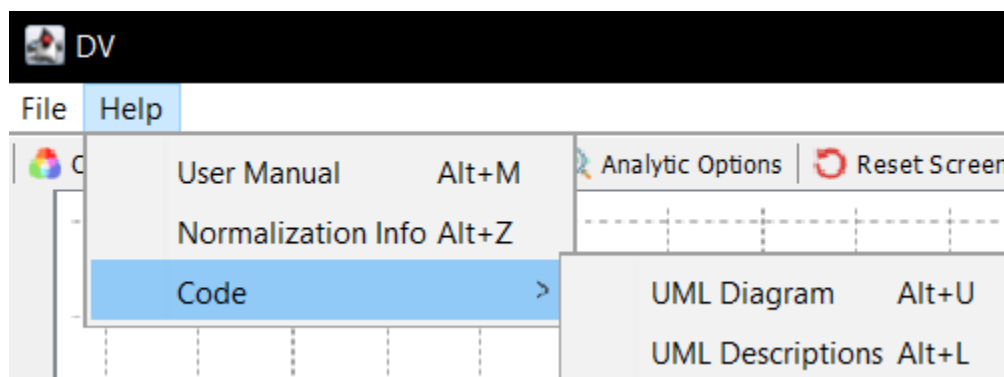 DV
File Help
Analytic Options Reset Screen
User Manual Alt+M
Normalization Info Alt+Z
Code >
UML Diagram Alt+U
UML Descriptions Alt+L